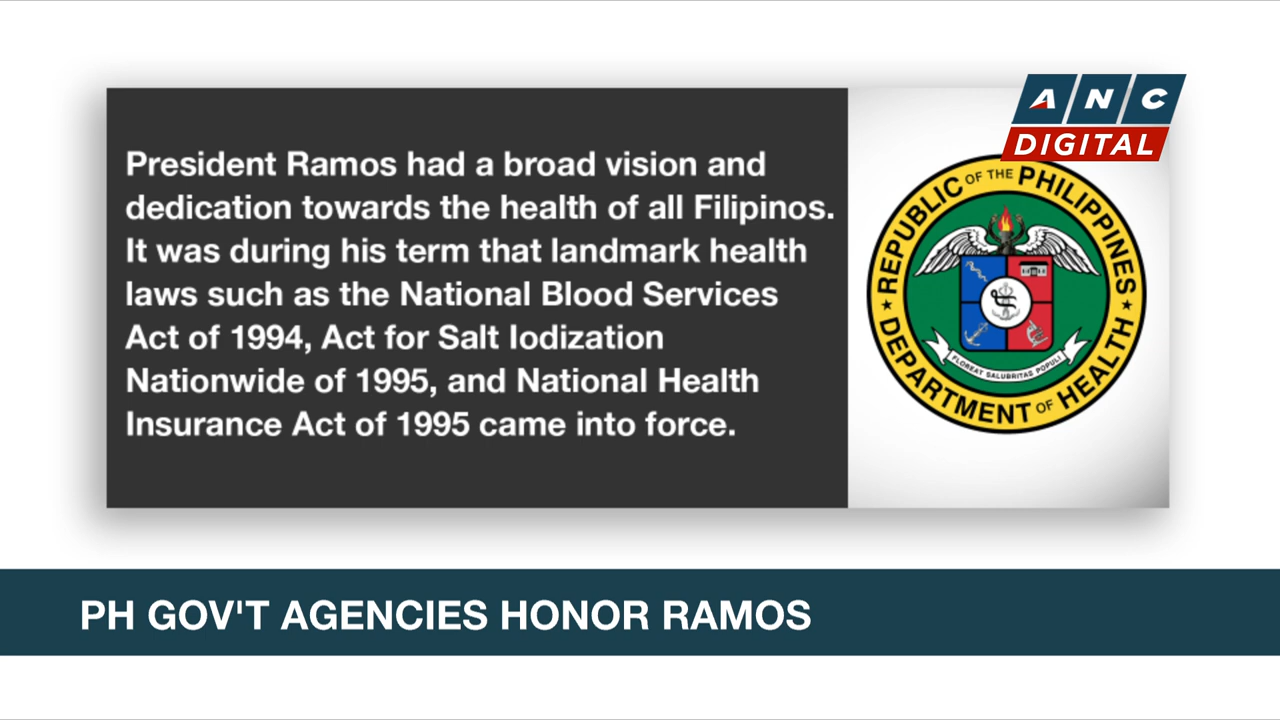 ANC
DIGITAL
President Ramos had a broad vision and
dedication towards the health of all Filipinos.
It was during his term that landmark health
laws such as the National Blood Services
Act of 1994, Act for Salt Iodization
Nationwide of 1995, and National Health
Insurance Act of 1995 came into force.
REPUBLIC OF THE PHILIPPINES
DEPARTMENT OF HEALTH
FLOREAT SALUBRITAS POPULI
PH GOV'T AGENCIES HONOR RAMOS